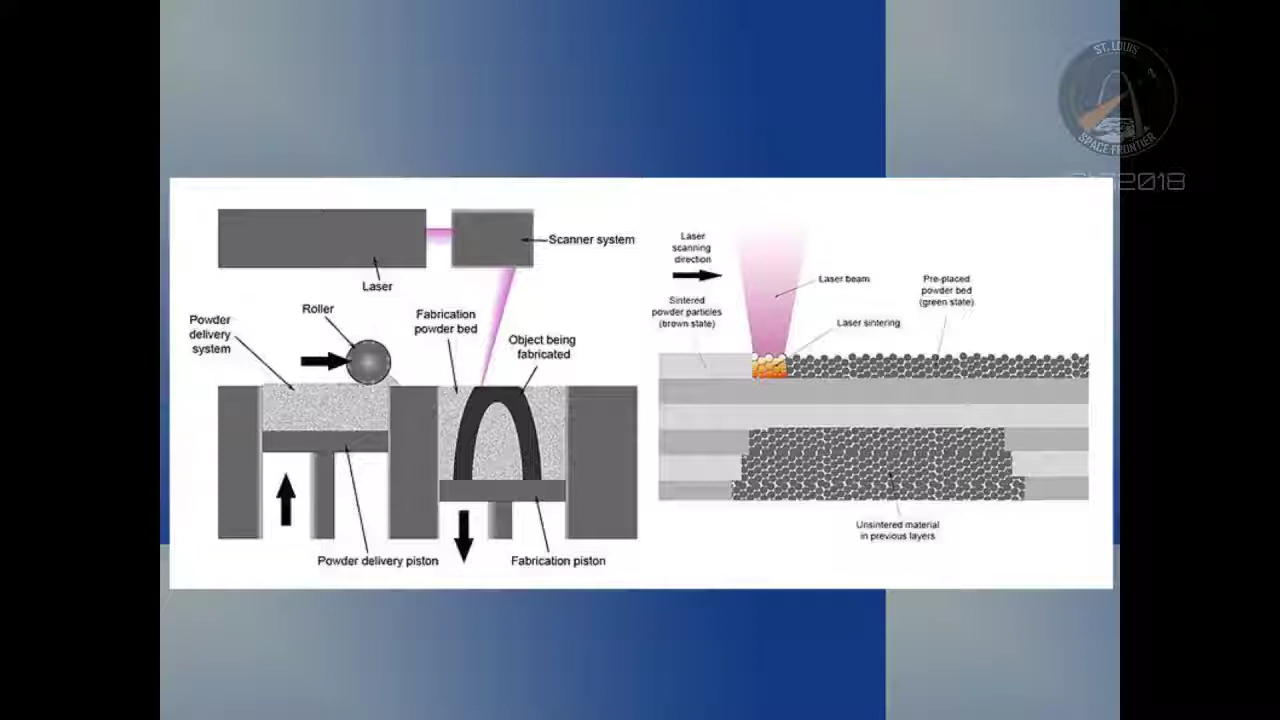 ST. LOUIS
SPACE FRONTIER
2018
Scanner system
Laser
Roller
Powder
delivery
system
Fabrication
powder bed
Object being
fabricated
Powder delivery piston
Fabrication piston
Laser
scanning
direction
Sintered
powder particles
(brown state)
Laser beam
Laser sintering
Pre-placed
powder bed
(green state)
Unsintered material
in previous layers